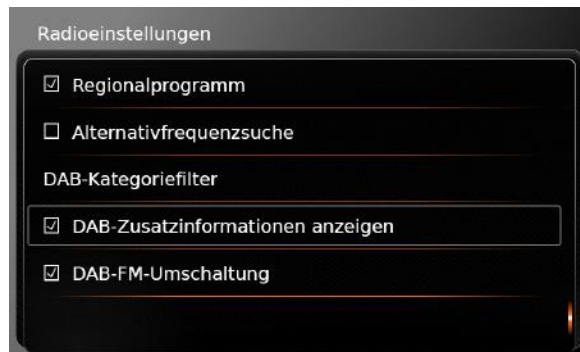 Radioeinstellungen
☑ Regionalprogramm
☐ Alternativfrequenzsuche
DAB-Kategoriefilter
☑ DAB-Zusatzinformationen anzeigen
☑ DAB-FM-Umschaltung